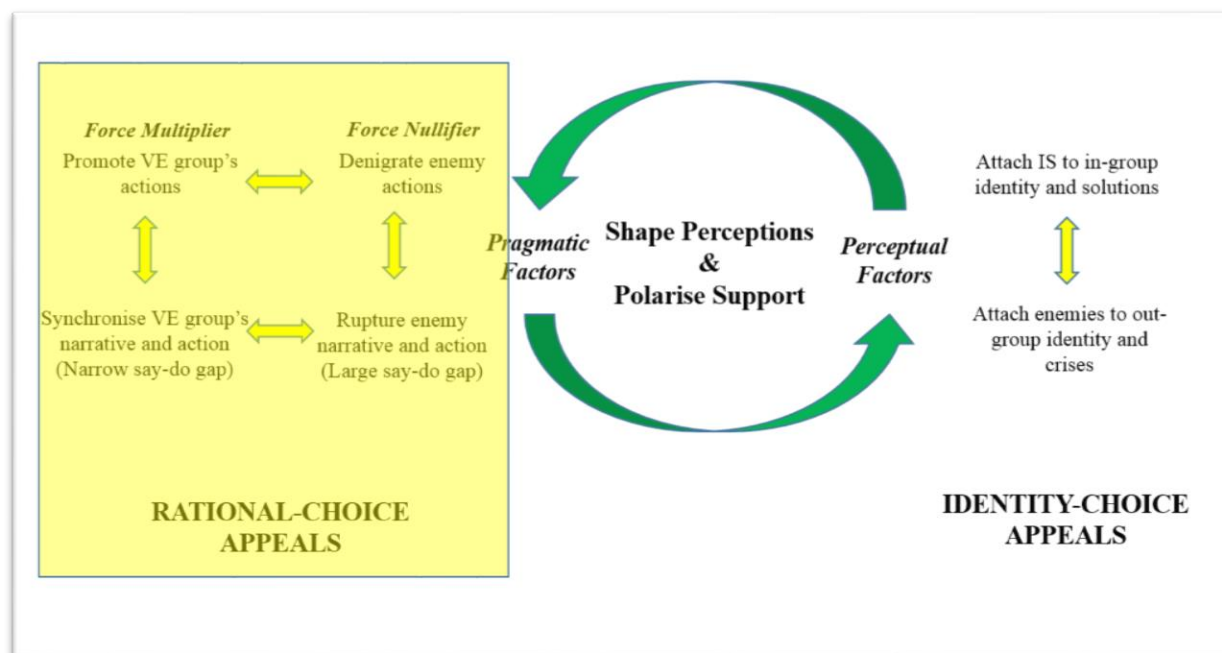 Force Multiplier
Promote VE group's
actions
Force Nullifier
Denigrate enemy
actions
Synchronise VE group's
narrative and action
(Narrow say-do gap)
Rupture enemy
narrative and action
(Large say-do gap)
RATIONAL-CHOICE
APPEALS
Pragmatic
Factors
Shape Perceptions
&
Polarise Support
Perceptual
Factors
Attach IS to in-group
identity and solutions
Attach enemies to out-
group identity and
crises
IDENTITY-CHOICE
APPEALS